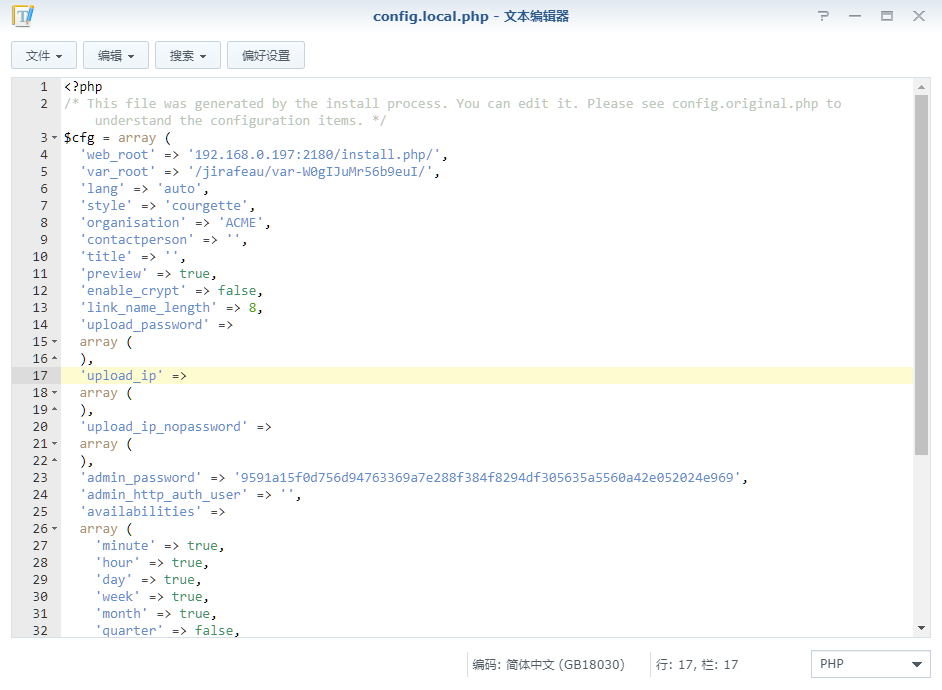 config.local.php - 文本编辑器
文件 编辑 搜索 偏好设置
1 <?php
2 /* This file was generated by the install process. You can edit it. Please see config.original.php to
understand the configuration items. */
3 $cfg = array (
4 'web_root' => '192.168.0.197:2180/install.php/',
5 'var_root' => '/jirafeau/var-W0gIJuMr56b9euI/',
6 'lang' => 'auto',
7 'style' => 'courgette',
8 'organisation' => 'ACME',
9 'contactperson' => '',
10 'title' => '',
11 'preview' => true,
12 'enable_crypt' => false,
13 'link_name_length' => 8,
14 'upload_password' =>
15 array (
16 ),
17 'upload_ip' =>
18 array (
19 ),
20 'upload_ip_nopassword' =>
21 array (
22 ),
23 'admin_password' => '9591a15f0d756d94763369a7e288f384f8294df305635a5560a42e052024e969',
24 'admin_http_auth_user' => '',
25 'availabilities' =>
26 array (
27 'minute' => true,
28 'hour' => true,
29 'day' => true,
30 'week' => true,
31 'month' => true,
32 'quarter' => false,
编码: 简体中文 (GB18030) 行: 17, 栏: 17 PHP